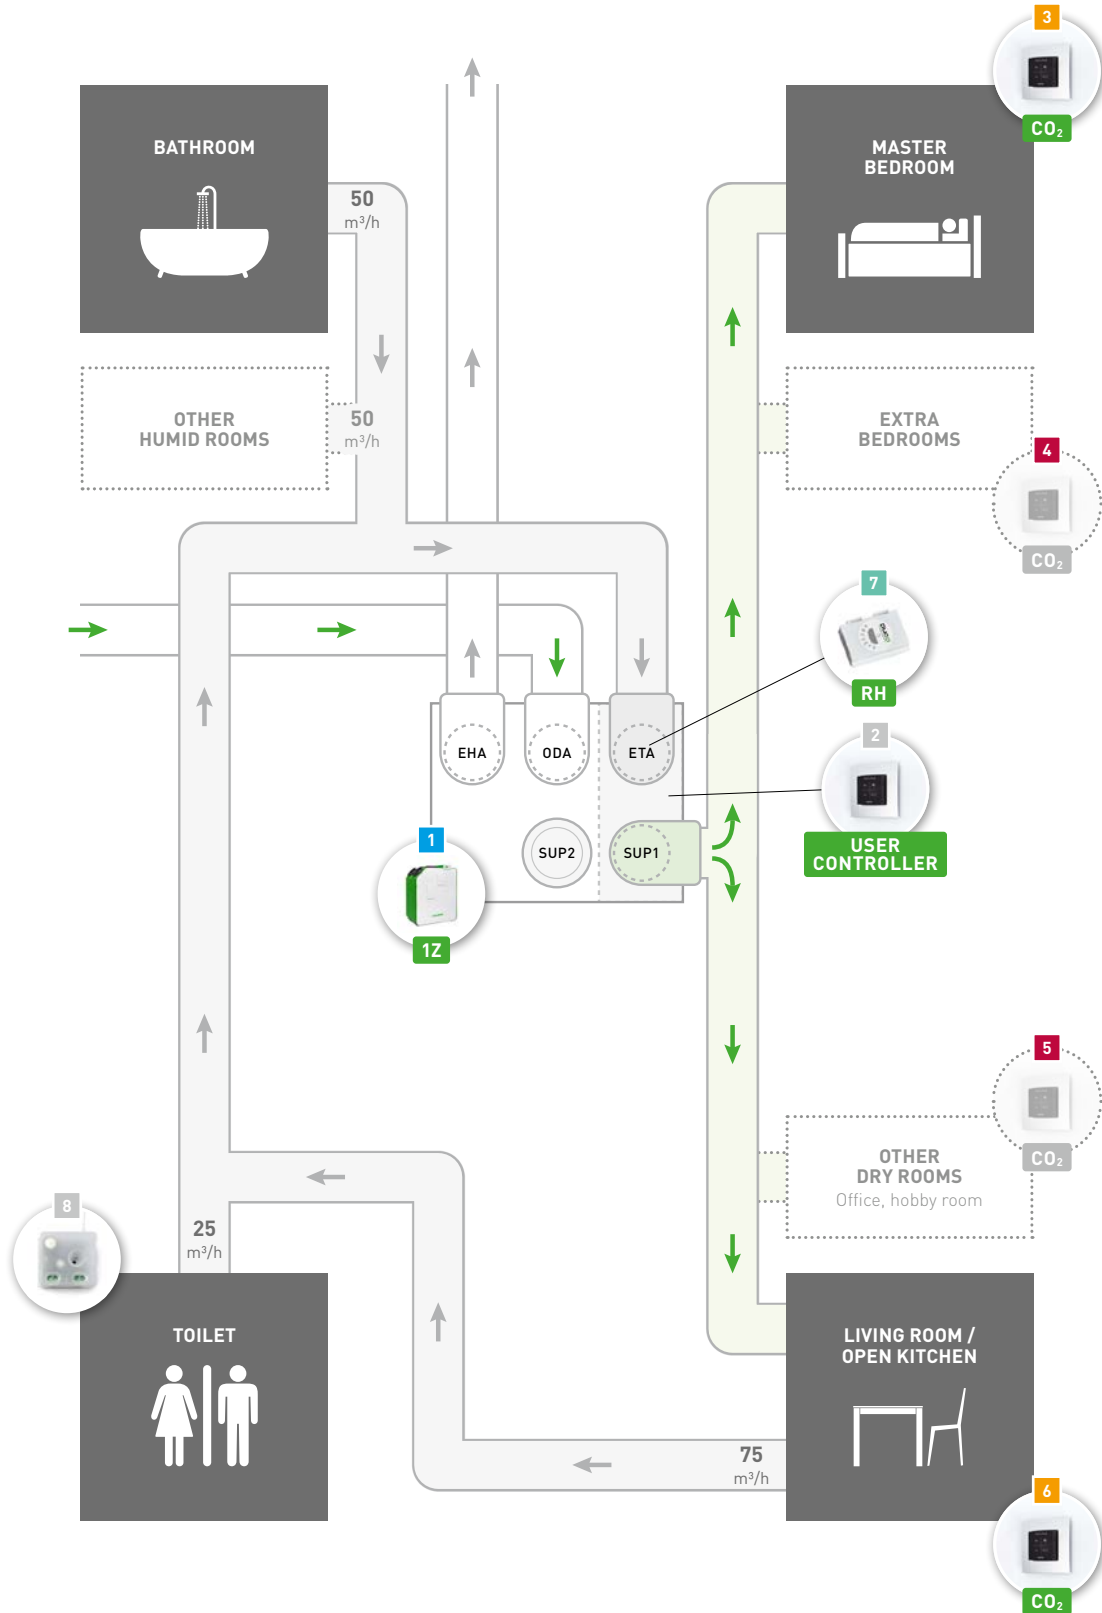 3
CO₂
BATHROOM
MASTER
BEDROOM
50
m³/h
OTHER
HUMID ROOMS
50
m³/h
EXTRA
BEDROOMS
4
CO₂
7
RH
2
USER
CONTROLLER
EHA
ODA
ETA
SUP2
SUP1
1
1Z
5
CO₂
OTHER
DRY ROOMS
Office, hobby room
8
25
m³/h
TOILET
LIVING ROOM /
OPEN KITCHEN
75
m³/h
6
CO₂